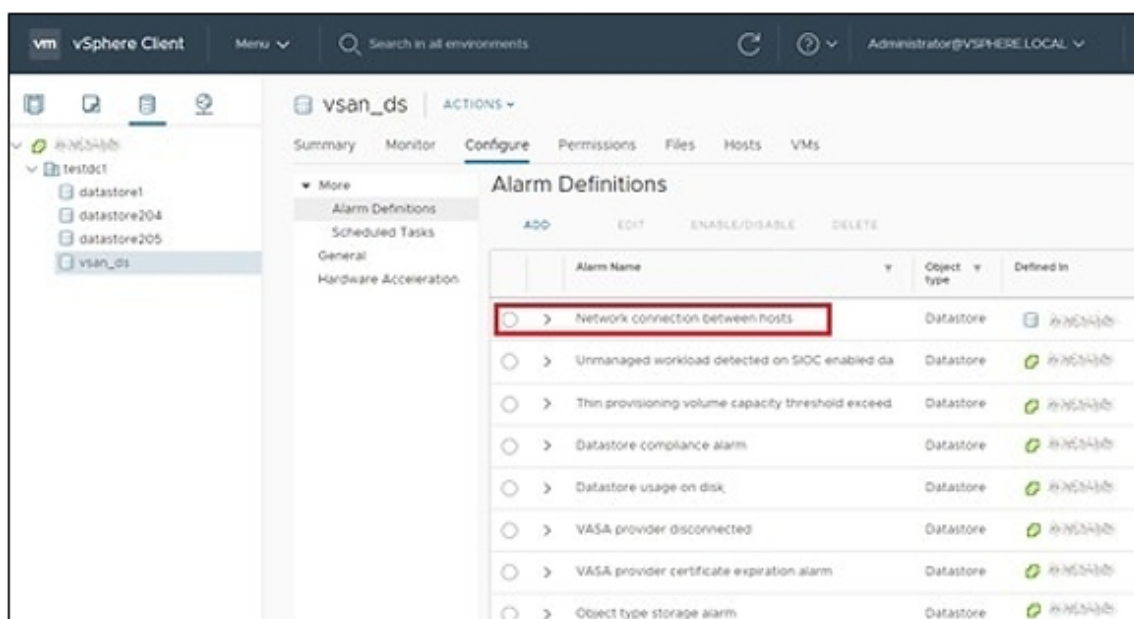 vm vSphere Client Menu Search in all environments Administrator@VSPHERE.LOCAL
vsan_ds ACTIONS
Summary Monitor Configure Permissions Files Hosts VMs
testdc1
datastore1
datastore204
datastore205
vsan_ds
More
Alarm Definitions
Scheduled Tasks
General
Hardware Acceleration
Alarm Definitions
ADD EDIT ENABLE/DISABLE DELETE
Alarm Name Object type Defined In
Network connection between hosts Datastore
Unmanaged workload detected on SIOC enabled da Datastore
Thin provisioning volume capacity threshold exceed Datastore
Datastore compliance alarm Datastore
Datastore usage on disk Datastore
VASA provider disconnected Datastore
VASA provider certificate expiration alarm Datastore
Object type storage alarm Datastore